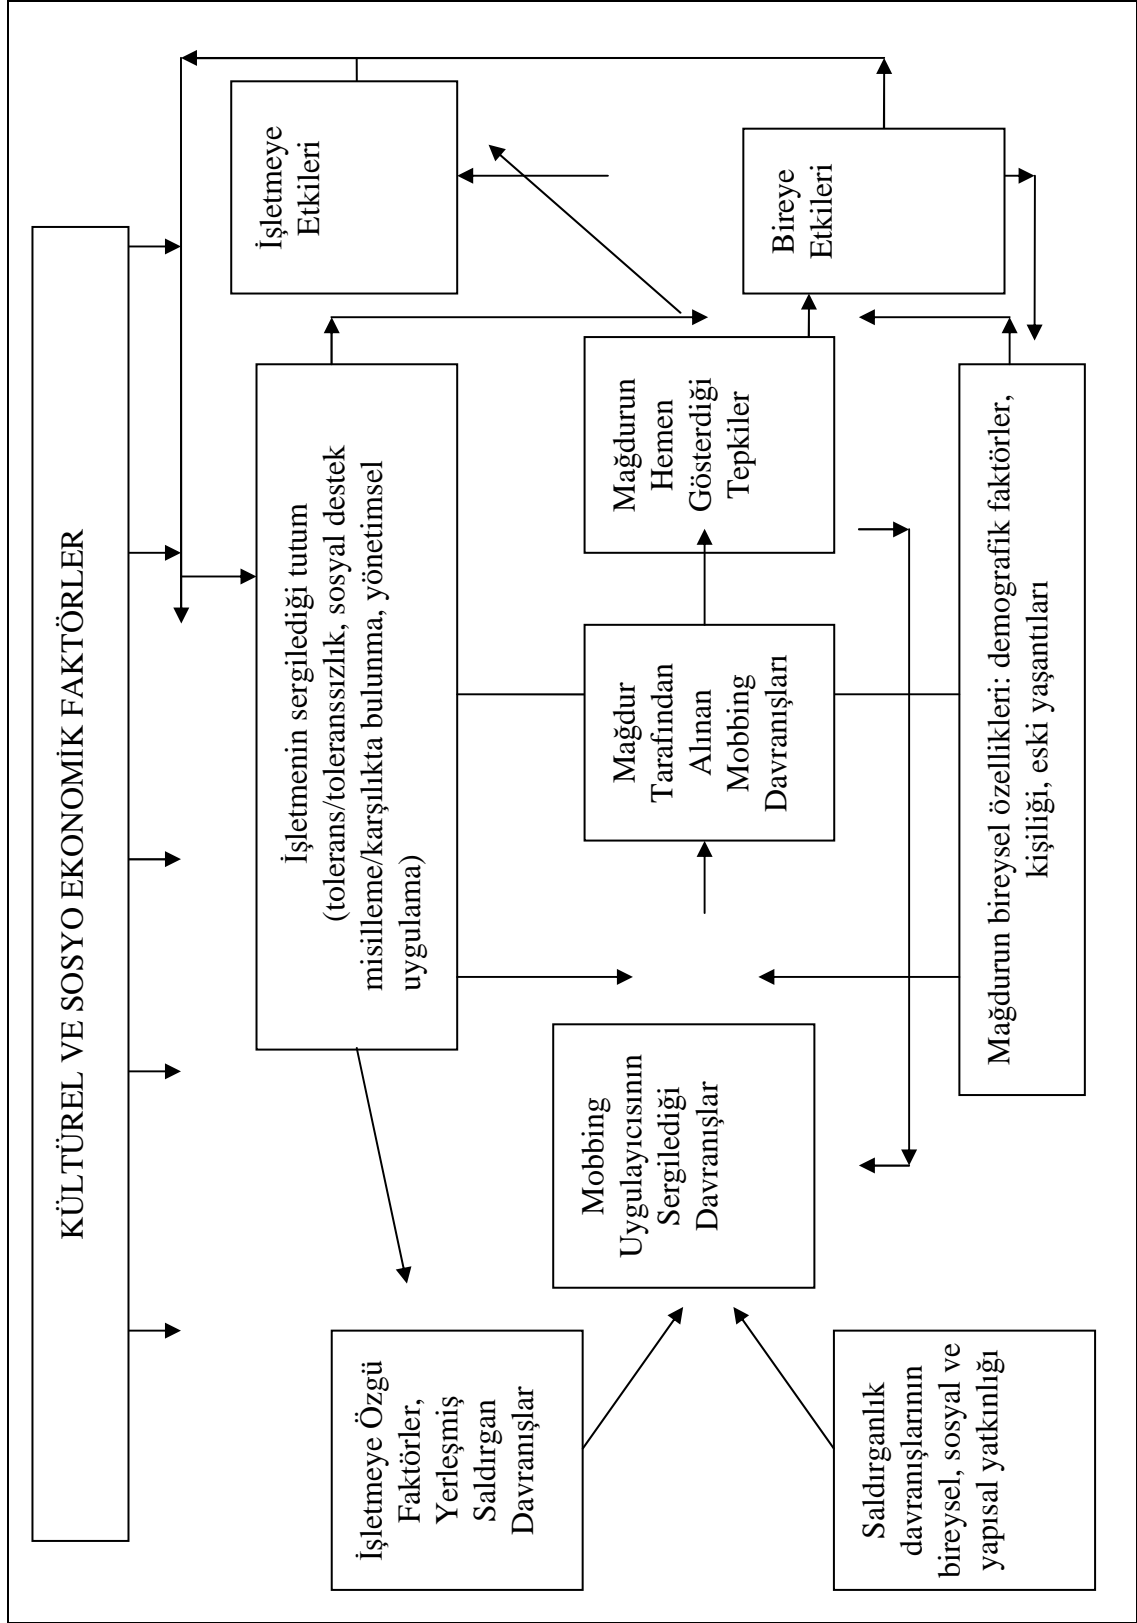 KÜLTÜREL VE SOSYO EKONOMİK FAKTÖRLER
İşletmeye Özgü
Faktörler,
Yerleşmiş
Saldırgan
Davranışlar
İşletmenin sergilediği tutum
(tolerans/toleranssızlık, sosyal destek
misilleme/karşılıkta bulunma, yönetimsel
uygulama)
İşletmeye
Etkileri
Mobbing
Uygulayıcısının
Sergilediği
Davranışlar
Mağdur
Tarafından
Alınan
Mobbing
Davranışları
Mağdurun
Hemen
Gösterdiği
Tepkiler
Bireye
Etkileri
Saldırganlık
davranışlarının
bireysel, sosyal ve
yapısal yatkınlığı
Mağdurun bireysel özellikleri: demografik faktörler,
kişiliği, eski yaşantıları